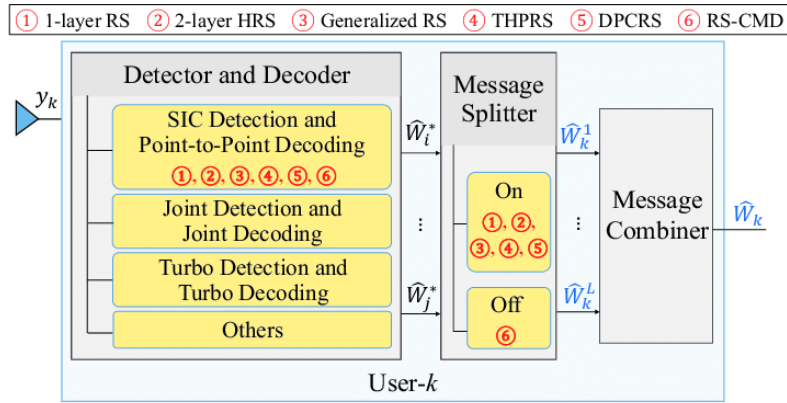 ① 1-layer RS ② 2-layer HRS ③ Generalized RS ④ THPRS ⑤ DPCRS ⑥ RS-CMD
y_k
Detector and Decoder
SIC Detection and
Point-to-Point Decoding
①, ②, ③, ④, ⑤, ⑥
Joint Detection and
Joint Decoding
Turbo Detection and
Turbo Decoding
Others
Ŵ_i^*
⋮
Ŵ_j^*
Message
Splitter
On
①, ②,
③, ④, ⑤
Off
⑥
Ŵ_k^1
⋮
Ŵ_k^L
Message
Combiner
Ŵ_k
User-k